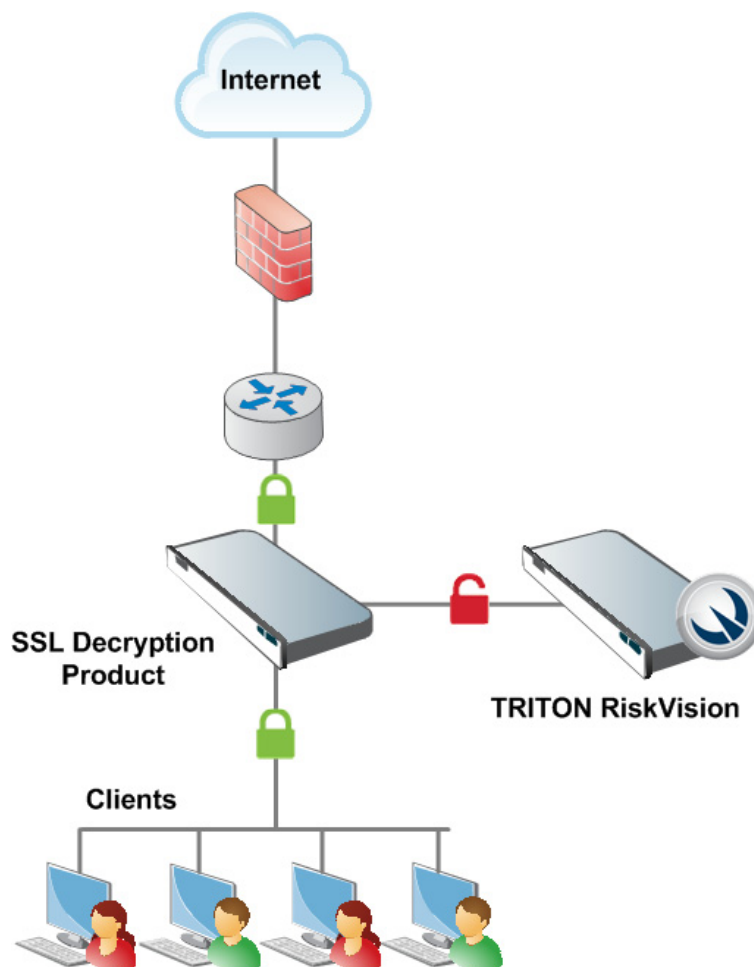 Internet
SSL Decryption
Product
TRITON RiskVision
Clients